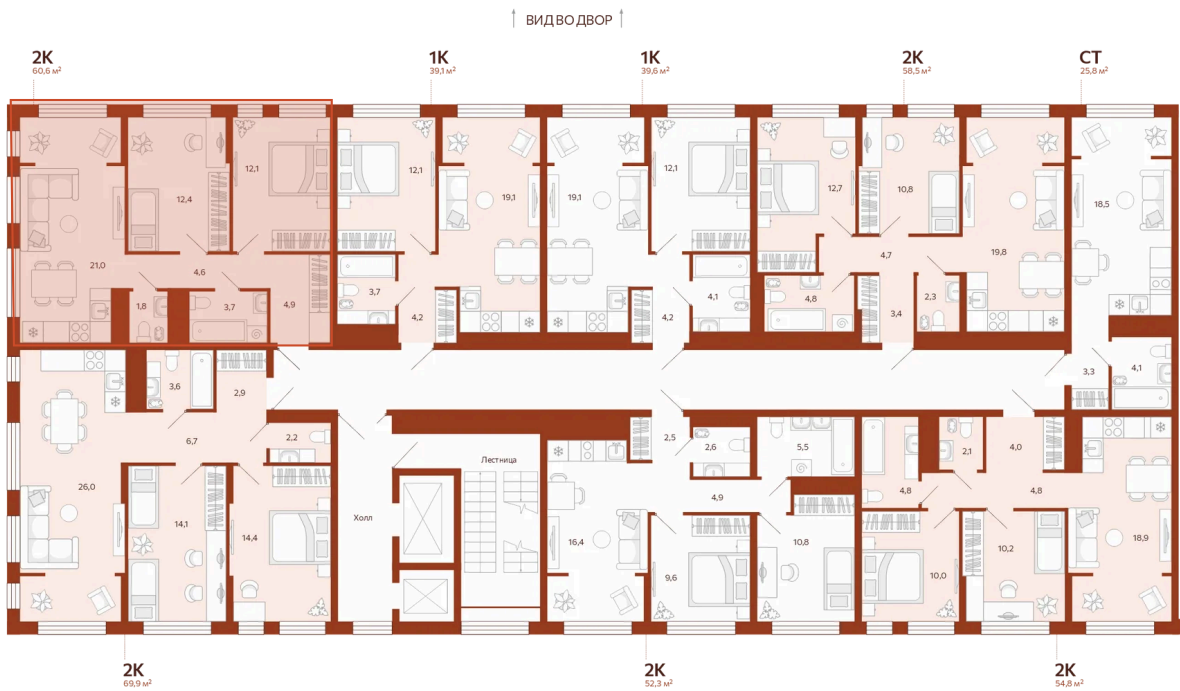 ВИД ВО ДВОР
2К
60,6 м²
1К
39,1 м²
1К
39,6 м²
2К
58,5 м²
СТ
25,8 м²
12,1
12,4
21,0
4,6
1,8
3,7
4,9
12,1
19,1
3,7
4,2
19,1
12,1
4,1
4,2
12,7
10,8
4,7
19,8
4,8
2,3
3,4
18,5
3,3
4,1
3,6
2,9
6,7
2,2
26,0
14,1
14,4
Холл
Лестница
2,5
2,6
5,5
4,9
16,4
9,6
10,8
4,8
2,1
4,0
4,8
10,0
10,2
18,9
2К
69,9 м²
2К
52,3 м²
2К
54,8 м²